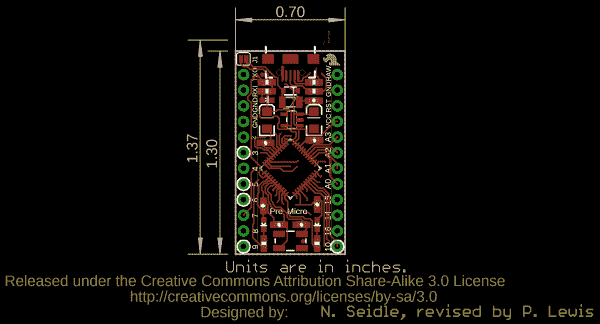 0.70
1.37
1.30
J1
TXO
RXI
GND
GND
2
3
4
5
6
7
8
9
RAW
GND
RST
VCC
A3
A2
A1
A0
15
14
16
10
Pro Micro
Units are in inches.
Released under the Creative Commons Attribution Share-Alike 3.0 License
http://creativecommons.org/licenses/by-sa/3.0
Designed by: N. Seidle, revised by P. Lewis